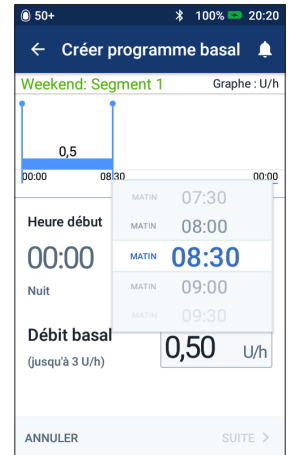 50+ 100% 20:20
Créer programme basal
Weekend: Segment 1 Graphe : U/h
0,5
00:00 08:30 00:00
MATIN 07:30
MATIN 08:00
MATIN 08:30
MATIN 09:00
MATIN 09:30
Heure début
00:00
Nuit
Débit basal
(jusqu'à 3 U/h)
0,50 U/h
ANNULER SUITE >